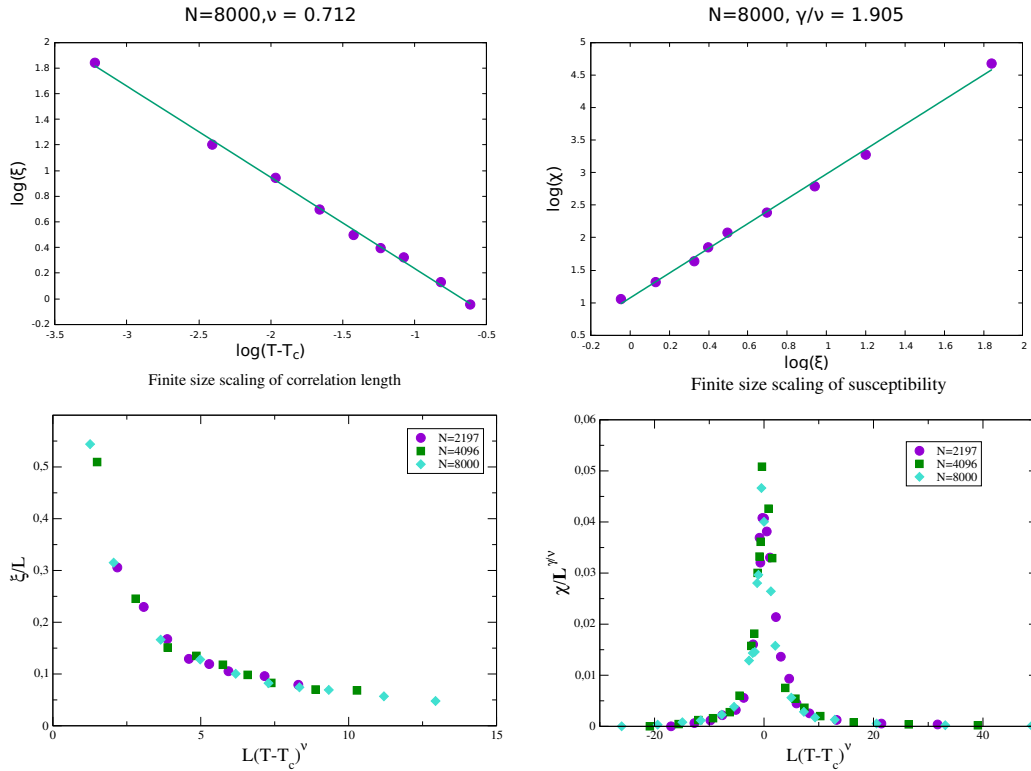 N=8000,ν = 0.712
2
1.8
1.6
1.4
1.2
1
0.8
0.6
0.4
0.2
0
-0.2
log(ξ)
-3.5 -3 -2.5 -2 -1.5 -1 -0.5
log(T-Tc)
N=8000, γ/ν = 1.905
5
4.5
4
3.5
3
2.5
2
1.5
1
0.5
log(χ)
-0.2 0 0.2 0.4 0.6 0.8 1 1.2 1.4 1.6 1.8 2
log(ξ)
Finite size scaling of correlation length
N=2197
N=4096
N=8000
0,5
0,4
0,3
0,2
0,1
0
ξ/L
0 5 10 15
L(T-Tc)^ν
Finite size scaling of susceptibility
N=2197
N=4096
N=8000
0,06
0,05
0,04
0,03
0,02
0,01
0
χ/L^γ/ν
-20 0 20 40
L(T-Tc)^ν